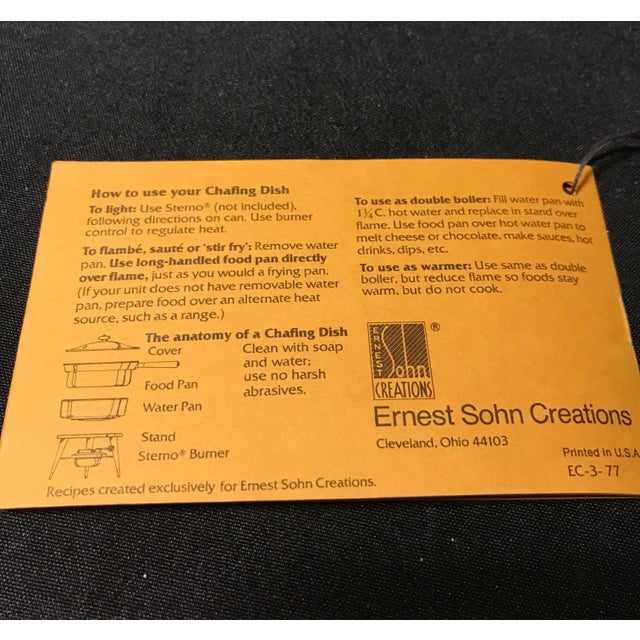 How to use your Chafing Dish
To light: Use Sterno® (not included),
following directions on can. Use burner
control to regulate heat.
To flambé, sauté or 'stir fry': Remove water
pan. Use long-handled food pan directly
over flame, just as you would a frying pan.
(If your unit does not have removable water
pan, prepare food over an alternate heat
source, such as a range.)
The anatomy of a Chafing Dish
Cover
Food Pan
Water Pan
Stand
Sterno® Burner
Clean with soap
and water;
use no harsh
abrasives.
Recipes created exclusively for Ernest Sohn Creations.
To use as double boiler: Fill water pan with
1¼ C. hot water and replace in stand over
flame. Use food pan over hot water pan to
melt cheese or chocolate, make sauces, hot
drinks, dips, etc.
To use as warmer: Use same as double
boiler, but reduce flame so foods stay
warm, but do not cook.
ERNEST
Sohn
CREATIONS
®
Ernest Sohn Creations
Cleveland, Ohio 44103
Printed in U.S.A
EC-3-77